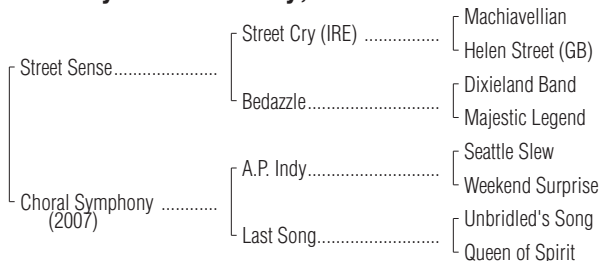 Machiavellian
Street Cry (IRE) ................
Helen Street (GB)
Street Sense......................
Dixieland Band
Bedazzle............................
Majestic Legend
Seattle Slew
A.P. Indy............................
Weekend Surprise
Choral Symphony ............
(2007)
Unbridled's Song
Last Song..........................
Queen of Spirit